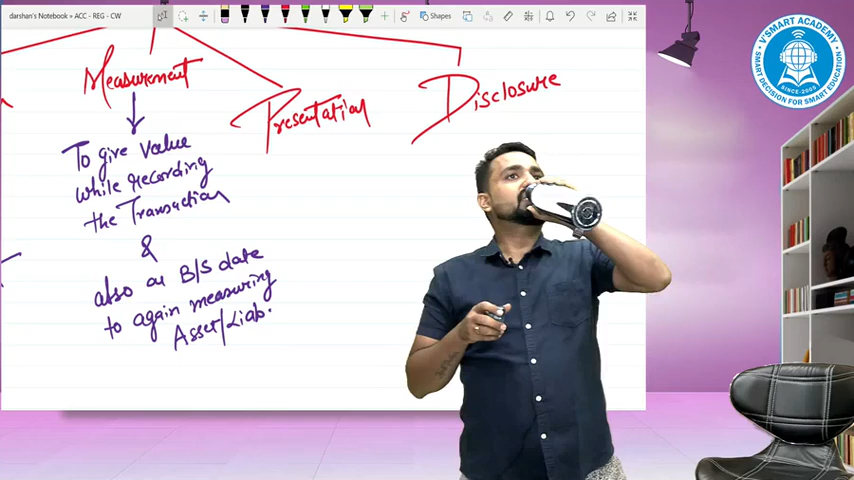 darshan's Notebook » ACC - REG - CW
Shapes
V'SMART ACADEMY
SMART DECISION FOR SMART EDUCATION
SINCE-2005
Measurement
Presentation
Disclosure
To give value
while recording
the Transaction
&
also on B/S date
to again measuring
Asset/Liab.